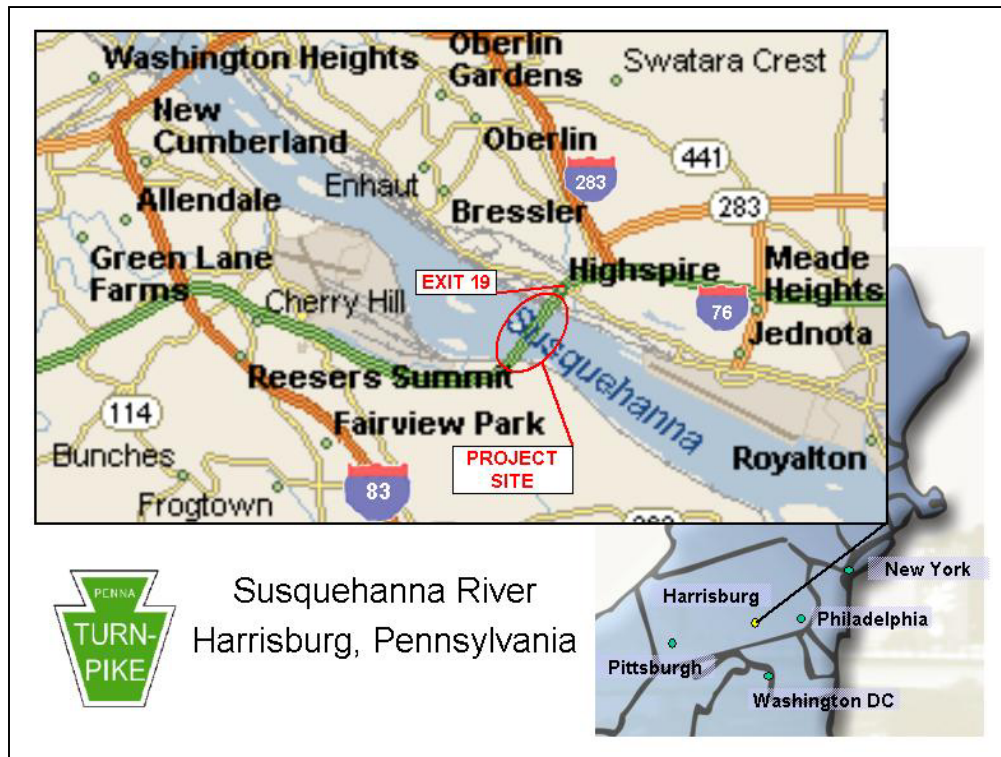 Washington Heights
Oberlin
Gardens
Swatara Crest
New
Cumberland
Oberlin
441
Enhaut
283
Allendale
Bressler
283
Green Lane
Farms
EXIT 19
Highspire
Meade
Heights
Cherry Hill
76
Susquehanna
Jednota
Reesers Summit
114
Fairview Park
Bunches
PROJECT
SITE
Royalton
83
Frogtown
PENNA
TURN-
PIKE
Susquehanna River
Harrisburg, Pennsylvania
New York
Harrisburg
Philadelphia
Pittsburgh
Washington DC